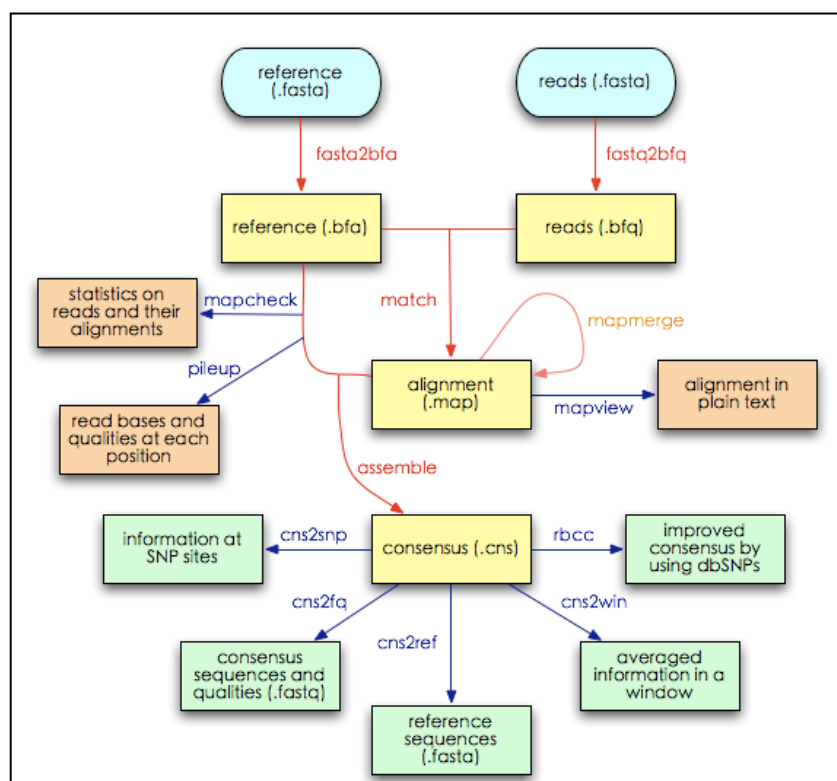 reference
(.fasta)
reads (.fasta)
fasta2bfa
fastq2bfq
reference (.bfa)
reads (.bfq)
statistics on
reads and their
alignments
mapcheck
match
mapmerge
pileup
alignment
(.map)
mapview
alignment in
plain text
read bases and
qualities at each
position
assemble
information at
SNP sites
cns2snp
consensus (.cns)
rbcc
improved
consensus by
using dbSNPs
cns2fq
cns2ref
cns2win
consensus
sequences and
qualities (.fastq)
averaged
information in a
window
reference
sequences
(.fasta)